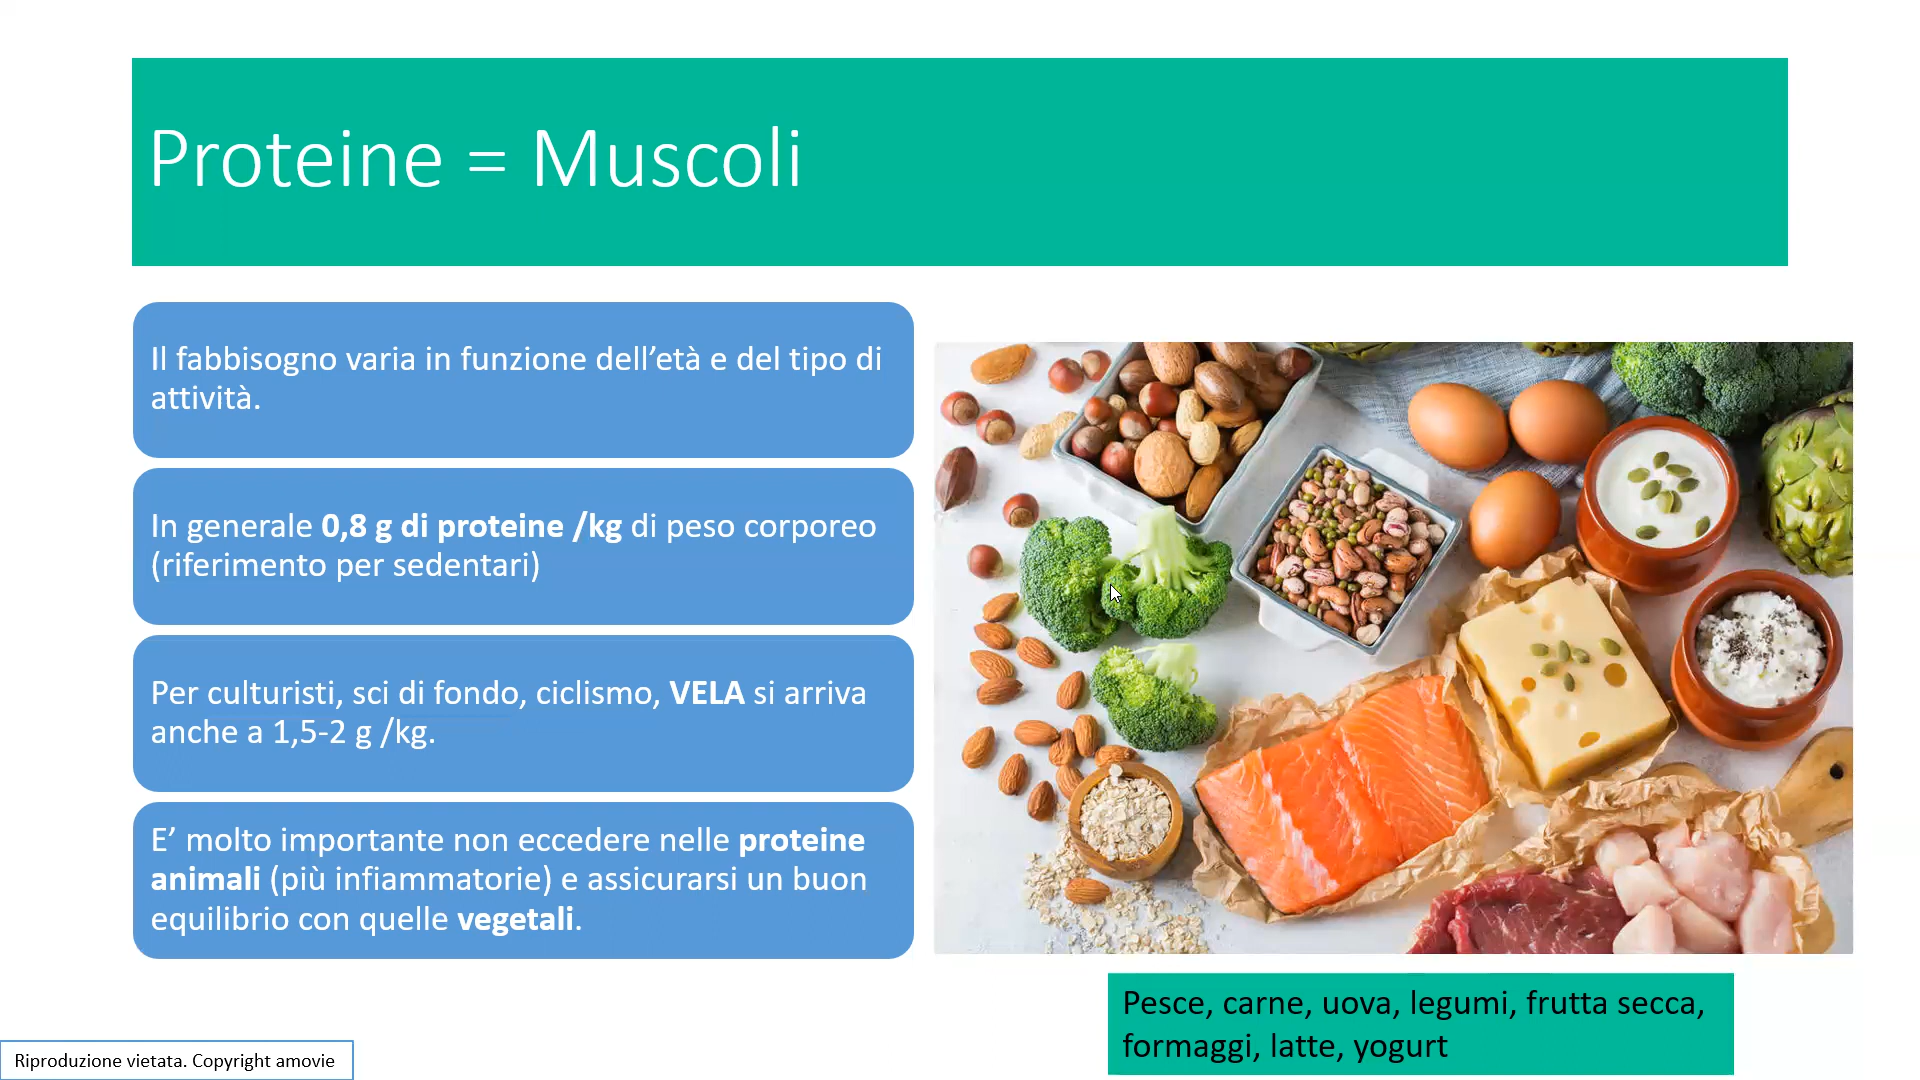 Proteine = Muscoli
Il fabbisogno varia in funzione dell’età e del tipo di
attività.
In generale 0,8 g di proteine /kg di peso corporeo
(riferimento per sedentari)
Per culturisti, sci di fondo, ciclismo, VELA si arriva
anche a 1,5-2 g /kg.
E’ molto importante non eccedere nelle proteine
animali (più infiammatorie) e assicurarsi un buon
equilibrio con quelle vegetali.
Pesce, carne, uova, legumi, frutta secca,
formaggi, latte, yogurt
Riproduzione vietata. Copyright amovie